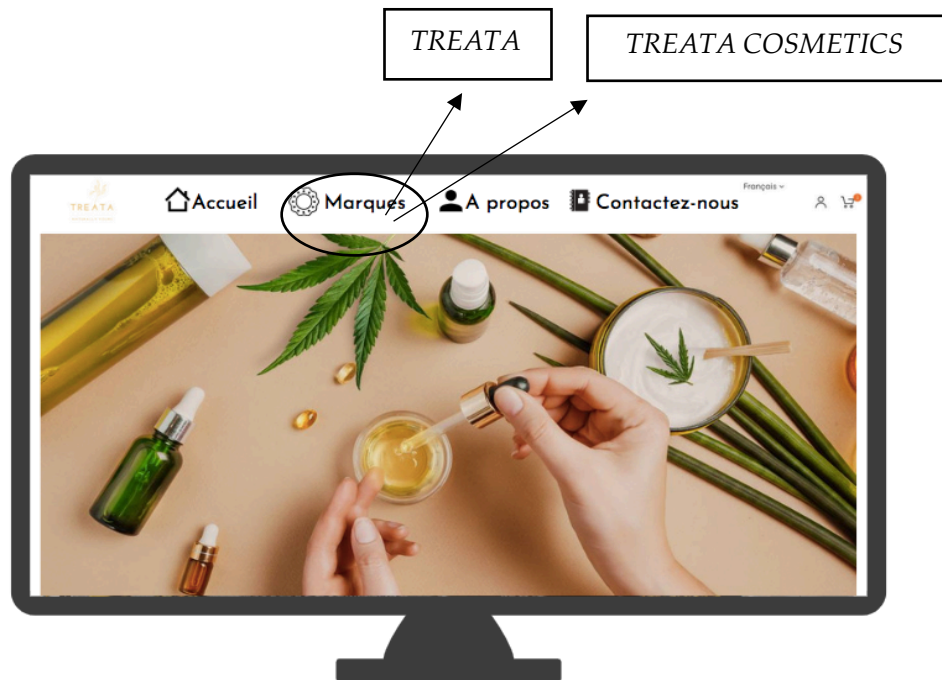 TREATA
TREATA COSMETICS
Français
TREATA
Accueil
Marques
A propos
Contactez-nous